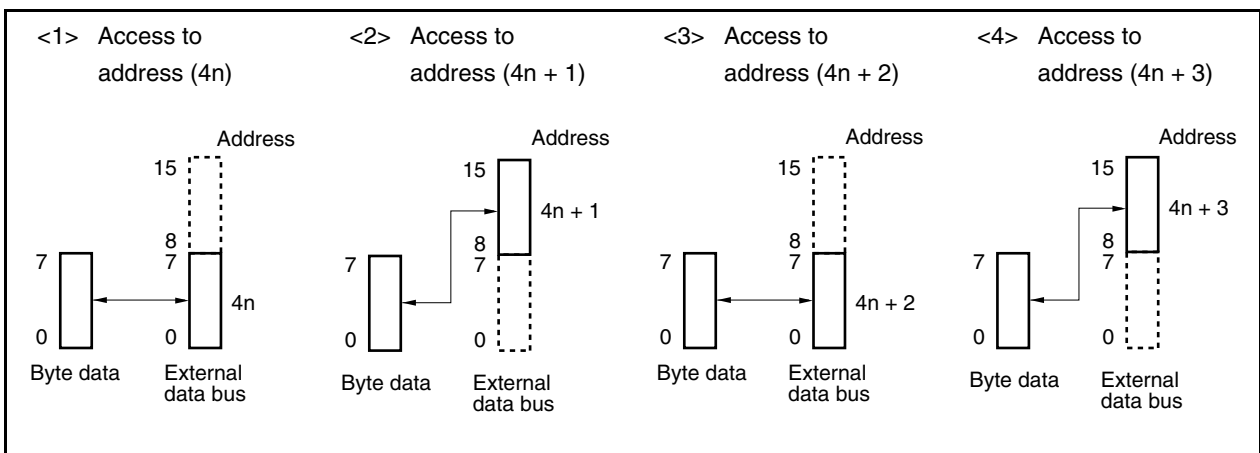 <1> Access to
address (4n)
Address
15
8
7
7
4n
0
0
Byte data
External
data bus
<2> Access to
address (4n + 1)
Address
15
4n + 1
8
7
7
0
0
Byte data
External
data bus
<3> Access to
address (4n + 2)
Address
15
8
7
7
4n + 2
0
0
Byte data
External
data bus
<4> Access to
address (4n + 3)
Address
15
4n + 3
8
7
7
0
0
Byte data
External
data bus